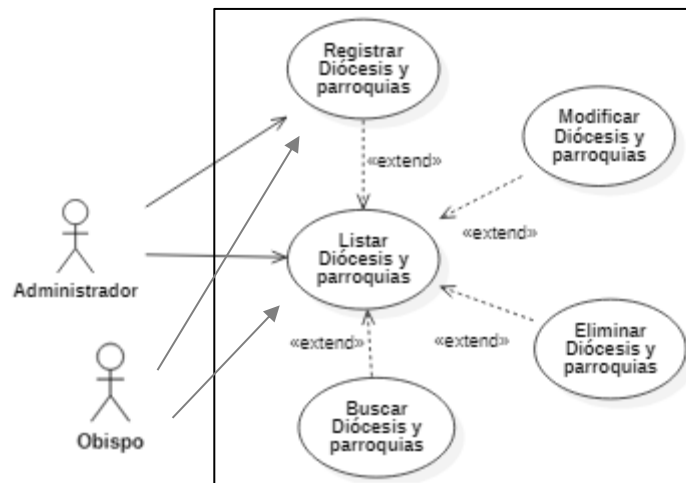 Registrar
Diócesis y
parroquias
Modificar
Diócesis y
parroquias
«extend»
Listar
Diócesis y
parroquias
«extend»
Administrador
«extend»
«extend»
Eliminar
Diócesis y
parroquias
Buscar
Diócesis y
parroquias
Obispo